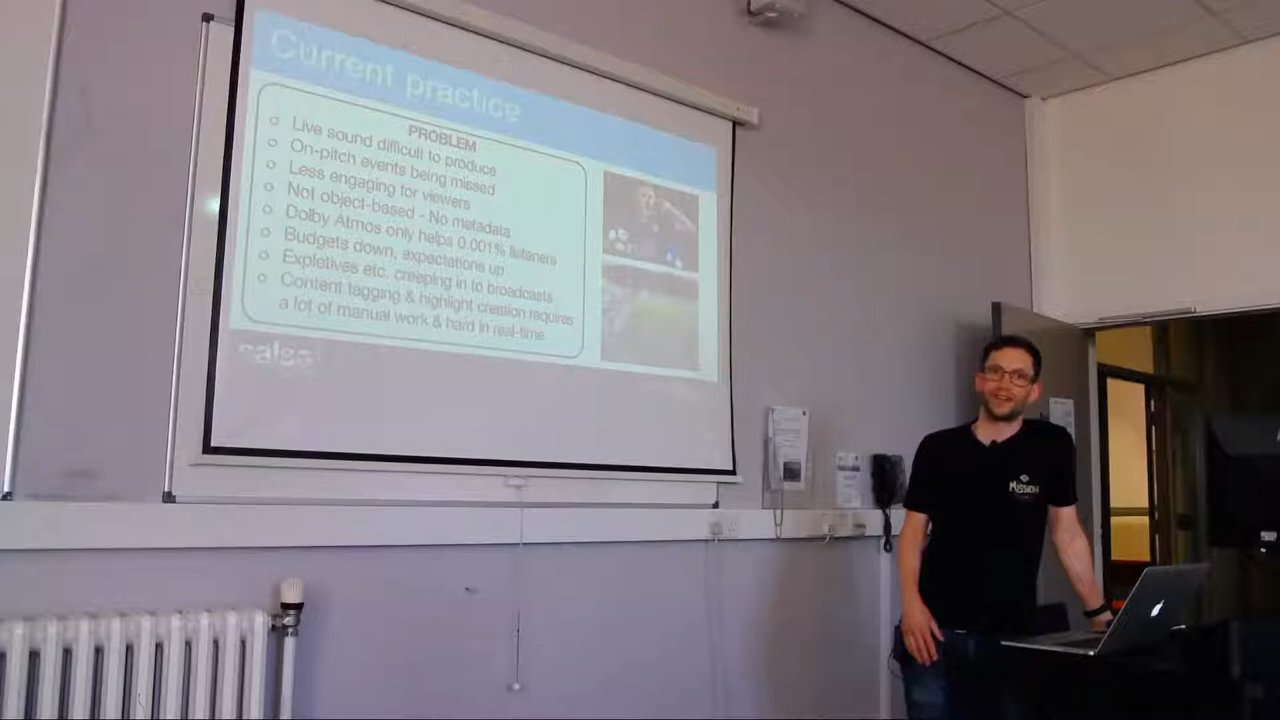 Current practice
PROBLEM
Live sound difficult to produce
On-pitch events being missed
Less engaging for viewers
Not object-based - No metadata
Dolby Atmos only helps 0.001% listeners
Budgets down, expectations up
Expletives etc. creeping in to broadcasts
Content tagging & highlight creation requires
a lot of manual work & hard in real-time
salsa
MISSION